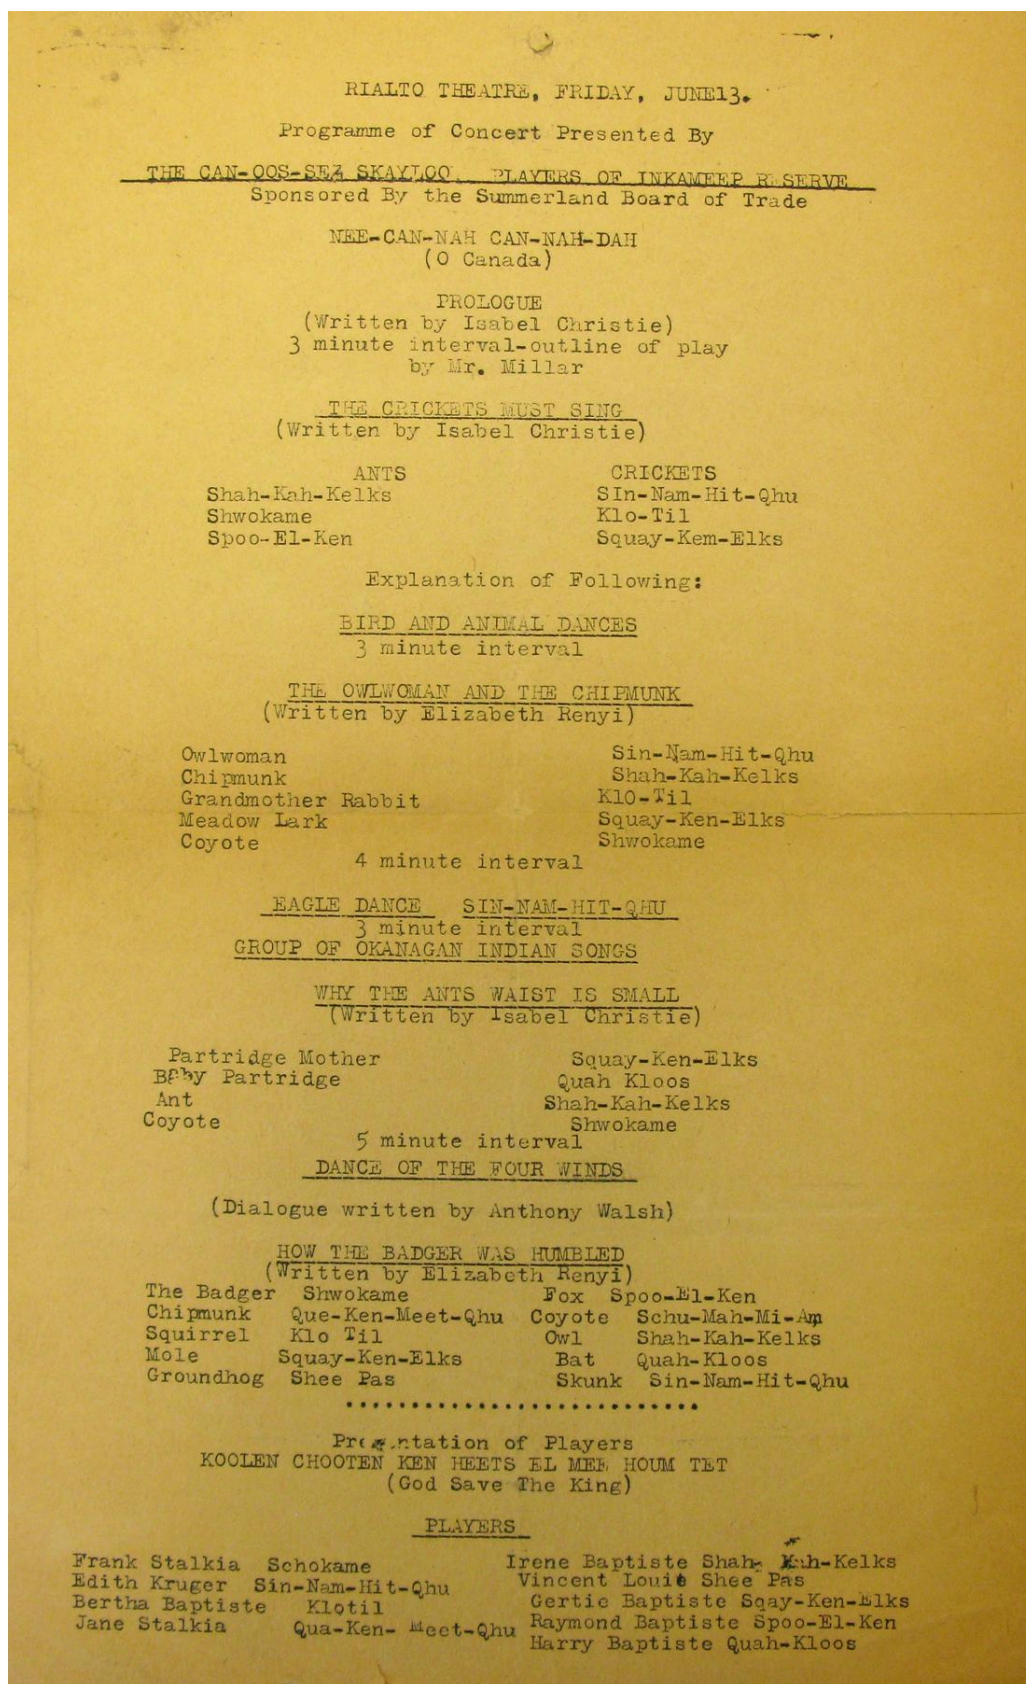 RIALTO THEATRE, FRIDAY, JUNE13.
Programme of Concert Presented By
THE CAN-OOS-SEZ SKAYLOO PLAYERS OF INKAMEEP RESERVE
Sponsored By the Summerland Board of Trade
NEE-CAN-NAH CAN-NAH-DAH
(O Canada)
PROLOGUE
(Written by Isabel Christie)
3 minute interval-outline of play
by Mr. Millar
THE CRICKETS MUST SING
(Written by Isabel Christie)
ANTS CRICKETS
Shah-Kah-Kelks SIn-Nam-Hit-Qhu
Shwokame Klo-Til
Spoo-El-Ken Squay-Kem-Elks
Explanation of Following:
BIRD AND ANIMAL DANCES
3 minute interval
THE OWLWOMAN AND THE CHIPMUNK
(Written by Elizabeth Renyi)
Owlwoman Sin-Nam-Hit-Qhu
Chipmunk Shah-Kah-Kelks
Grandmother Rabbit KlO-Til
Meadow Lark Squay-Ken-Elks
Coyote Shwokame
4 minute interval
EAGLE DANCE SIN-NAM-HIT-QHU
3 minute interval
GROUP OF OKANAGAN INDIAN SONGS
WHY THE ANTS WAIST IS SMALL
(Written by Isabel Christie)
Partridge Mother Squay-Ken-Elks
Baby Partridge Quah Kloos
Ant Shah-Kah-Kelks
Coyote Shwokame
5 minute interval
DANCE OF THE FOUR WINDS
(Dialogue written by Anthony Walsh)
HOW THE BADGER WAS HUMBLED
(Written by Elizabeth Renyi)
The Badger Shwokame Fox Spoo-El-Ken
Chipmunk Que-Ken-Meet-Qhu Coyote Schu-Mah-Mi-Am
Squirrel Klo Til Owl Shah-Kah-Kelks
Mole Squay-Ken-Elks Bat Quah-Kloos
Groundhog Shee Pas Skunk Sin-Nam-Hit-Qhu
...........................
Presentation of Players
KOOLEN CHOOTEN KEN HEETS EL MEE HOUM TET
(God Save The King)
PLAYERS
Frank Stalkia Schokame Irene Baptiste Shah-Kah-Kelks
Edith Kruger Sin-Nam-Hit-Qhu Vincent Louie Shee Pas
Bertha Baptiste Klotil Gertie Baptiste Sqay-Ken-Elks
Jane Stalkia Qua-Ken-Meet-Qhu Raymond Baptiste Spoo-El-Ken
Harry Baptiste Quah-Kloos